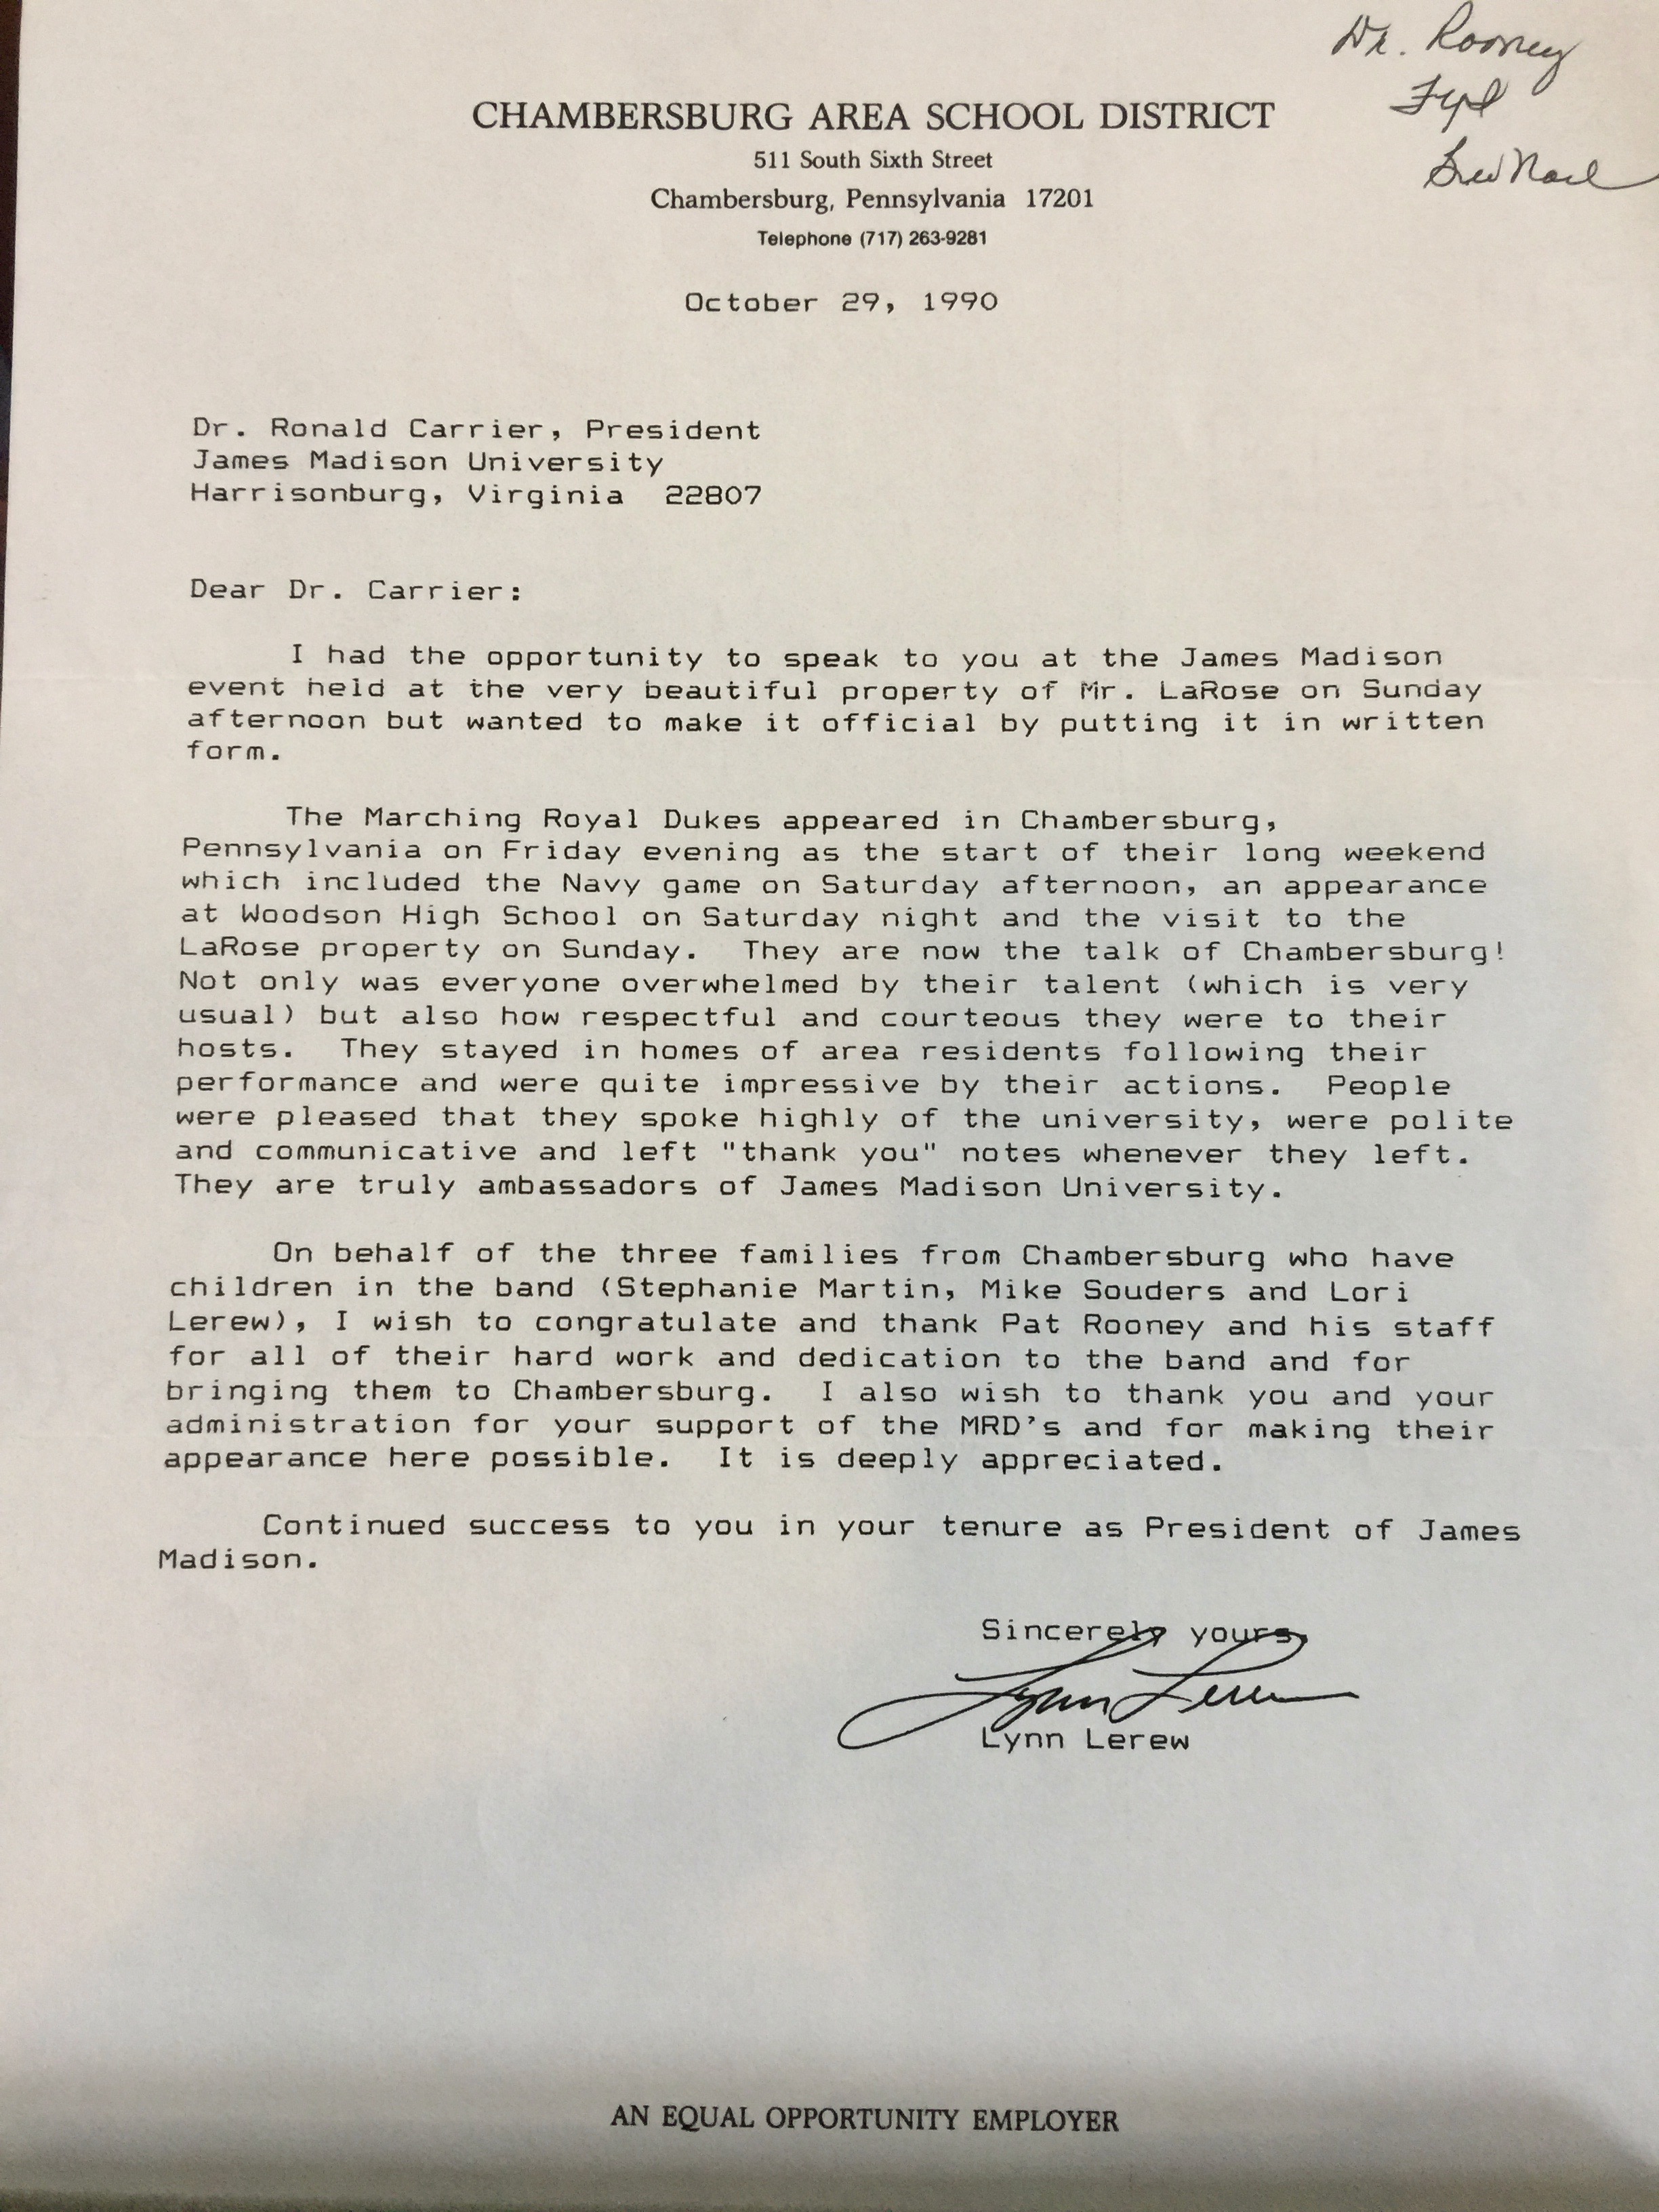 Dr. Rooney
CHAMBERSBURG AREA SCHOOL DISTRICT
511 South Sixth Street
Chambersburg, Pennsylvania 17201
Telephone (717) 263-9281
October 29, 1990
Dr. Ronald Carrier, President
James Madison University
Harrisonburg, Virginia 22807
Dear Dr. Carrier:
I had the opportunity to speak to you at the James Madison
event held at the very beautiful property of Mr. LaRose on Sunday
afternoon but wanted to make it official by putting it in written
form.
The Marching Royal Dukes appeared in Chambersburg,
Pennsylvania on Friday evening as the start of their long weekend
which included the Navy game on Saturday afternoon, an appearance
at Woodson High School on Saturday night and the visit to the
LaRose property on Sunday. They are now the talk of Chambersburg!
Not only was everyone overwhelmed by their talent (which is very
usual) but also how respectful and courteous they were to their
hosts. They stayed in homes of area residents following their
performance and were quite impressive by their actions. People
were pleased that they spoke highly of the university, were polite
and communicative and left "thank you" notes whenever they left.
They are truly ambassadors of James Madison University.
On behalf of the three families from Chambersburg who have
children in the band (Stephanie Martin, Mike Souders and Lori
Lerew), I wish to congratulate and thank Pat Rooney and his staff
for all of their hard work and dedication to the band and for
bringing them to Chambersburg. I also wish to thank you and your
administration for your support of the MRD's and for making their
appearance here possible. It is deeply appreciated.
Continued success to you in your tenure as President of James
Madison.
Sincerely yours,
Lynn Lerew
Lynn Lerew
AN EQUAL OPPORTUNITY EMPLOYER